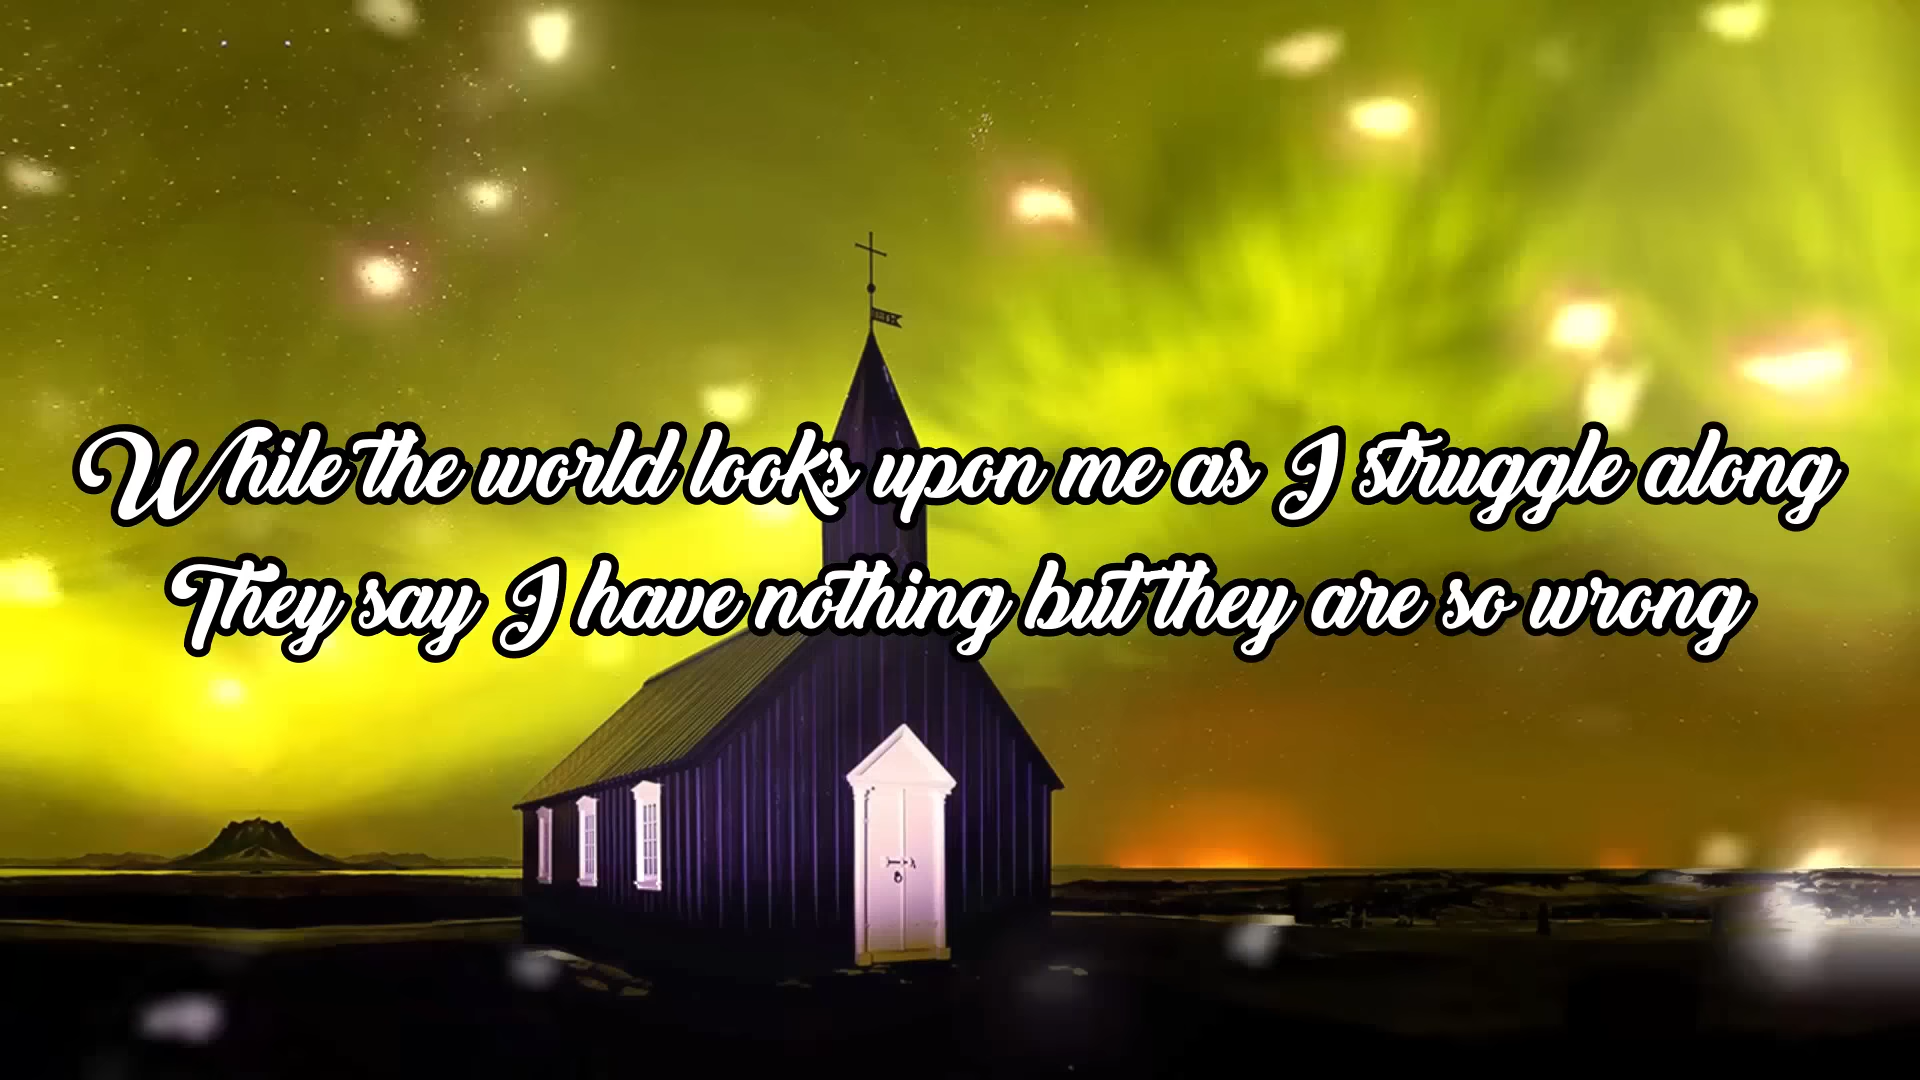 While the world looks upon me as I struggle along
They say I have nothing but they are so wrong